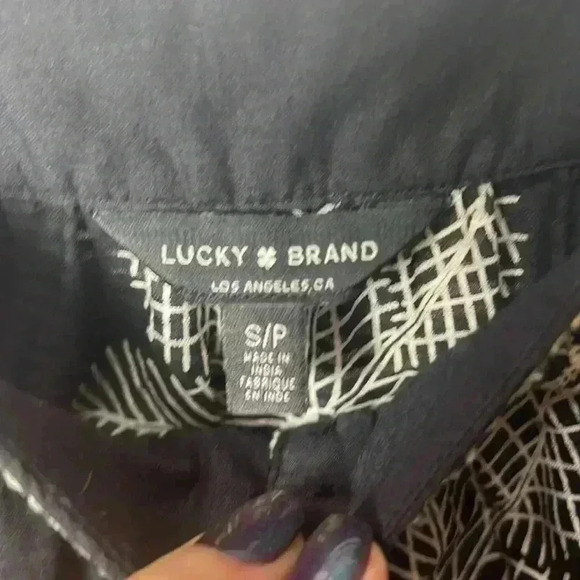 LUCKY BRAND
LOS ANGELES, CA
S/P
MADE IN
INDIA
FABRIQUE
EN INDE